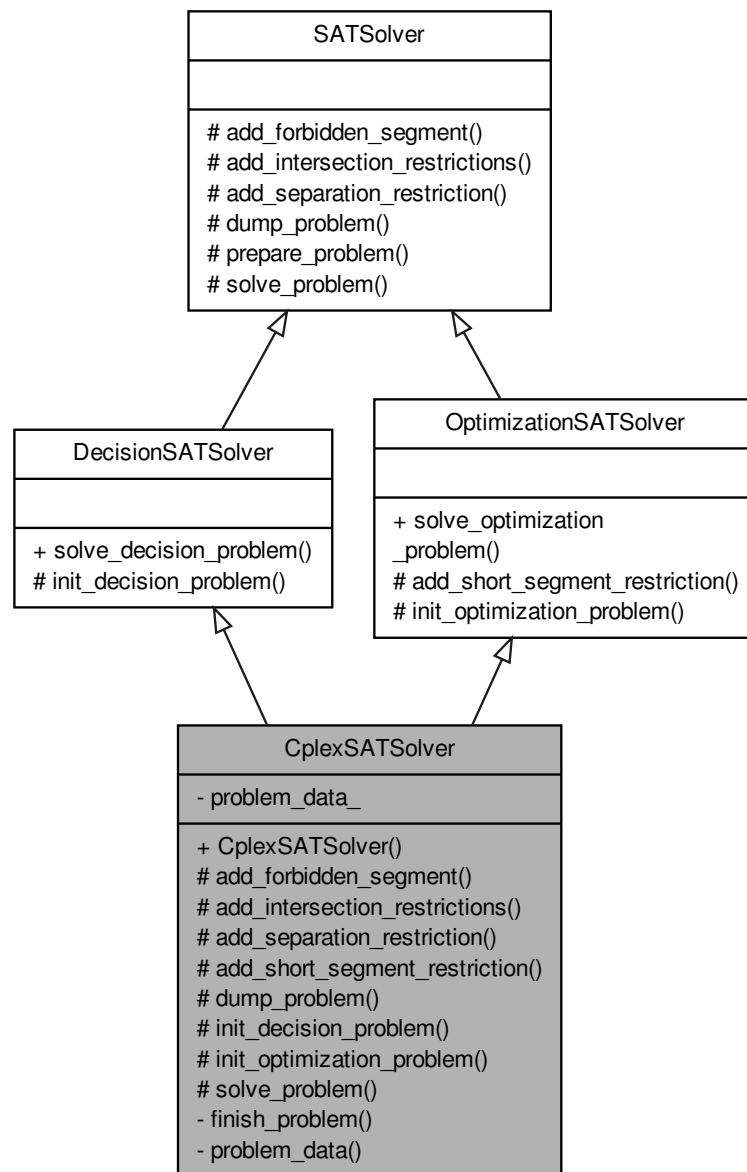 SATSolver
# add_forbidden_segment()
# add_intersection_restrictions()
# add_separation_restriction()
# dump_problem()
# prepare_problem()
# solve_problem()
DecisionSATSolver
+ solve_decision_problem()
# init_decision_problem()
OptimizationSATSolver
+ solve_optimization
_problem()
# add_short_segment_restriction()
# init_optimization_problem()
CplexSATSolver
- problem_data_
+ CplexSATSolver()
# add_forbidden_segment()
# add_intersection_restrictions()
# add_separation_restriction()
# add_short_segment_restriction()
# dump_problem()
# init_decision_problem()
# init_optimization_problem()
# solve_problem()
- finish_problem()
- problem_data()